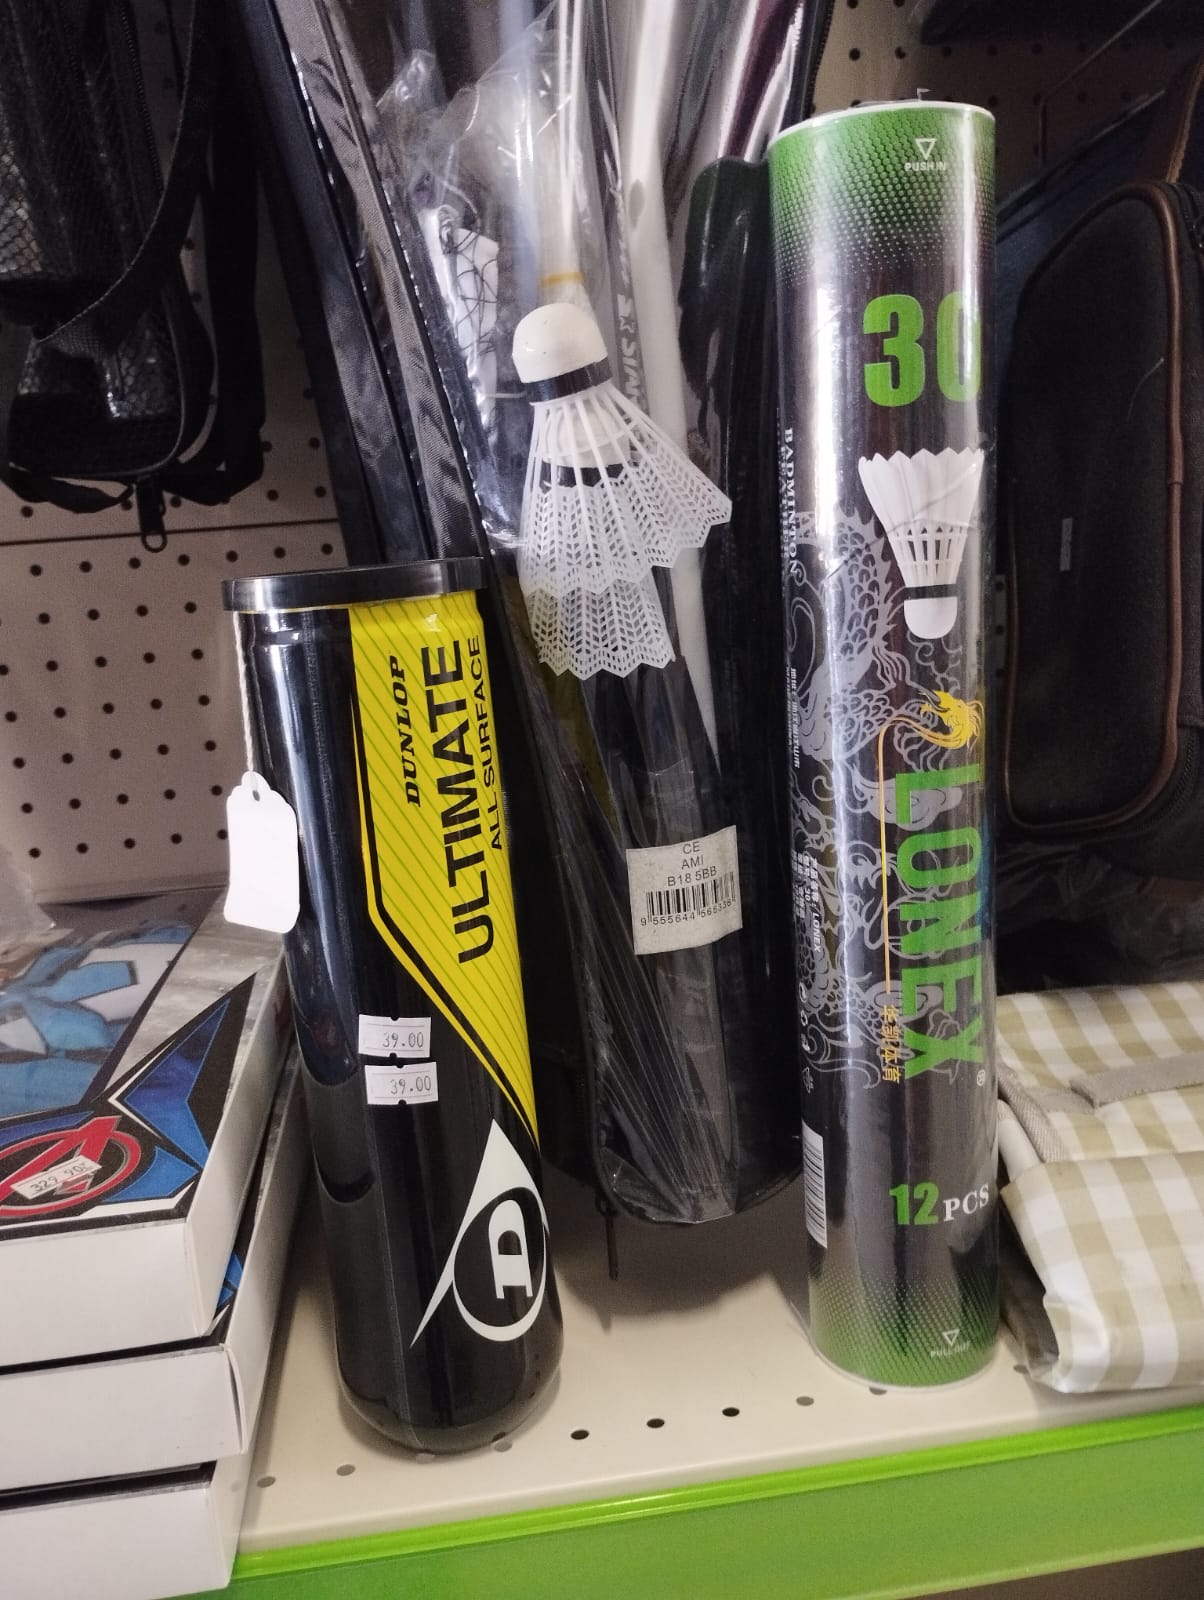 DUNLOP
ULTIMATE
ALL SURFACE
39.00
39.00
D
329.90
CE
AMI
B18 5BB
9 555644 565336
PUSH IN
30
BADMINTON
LONEX
®
12 PCS
PULL OUT